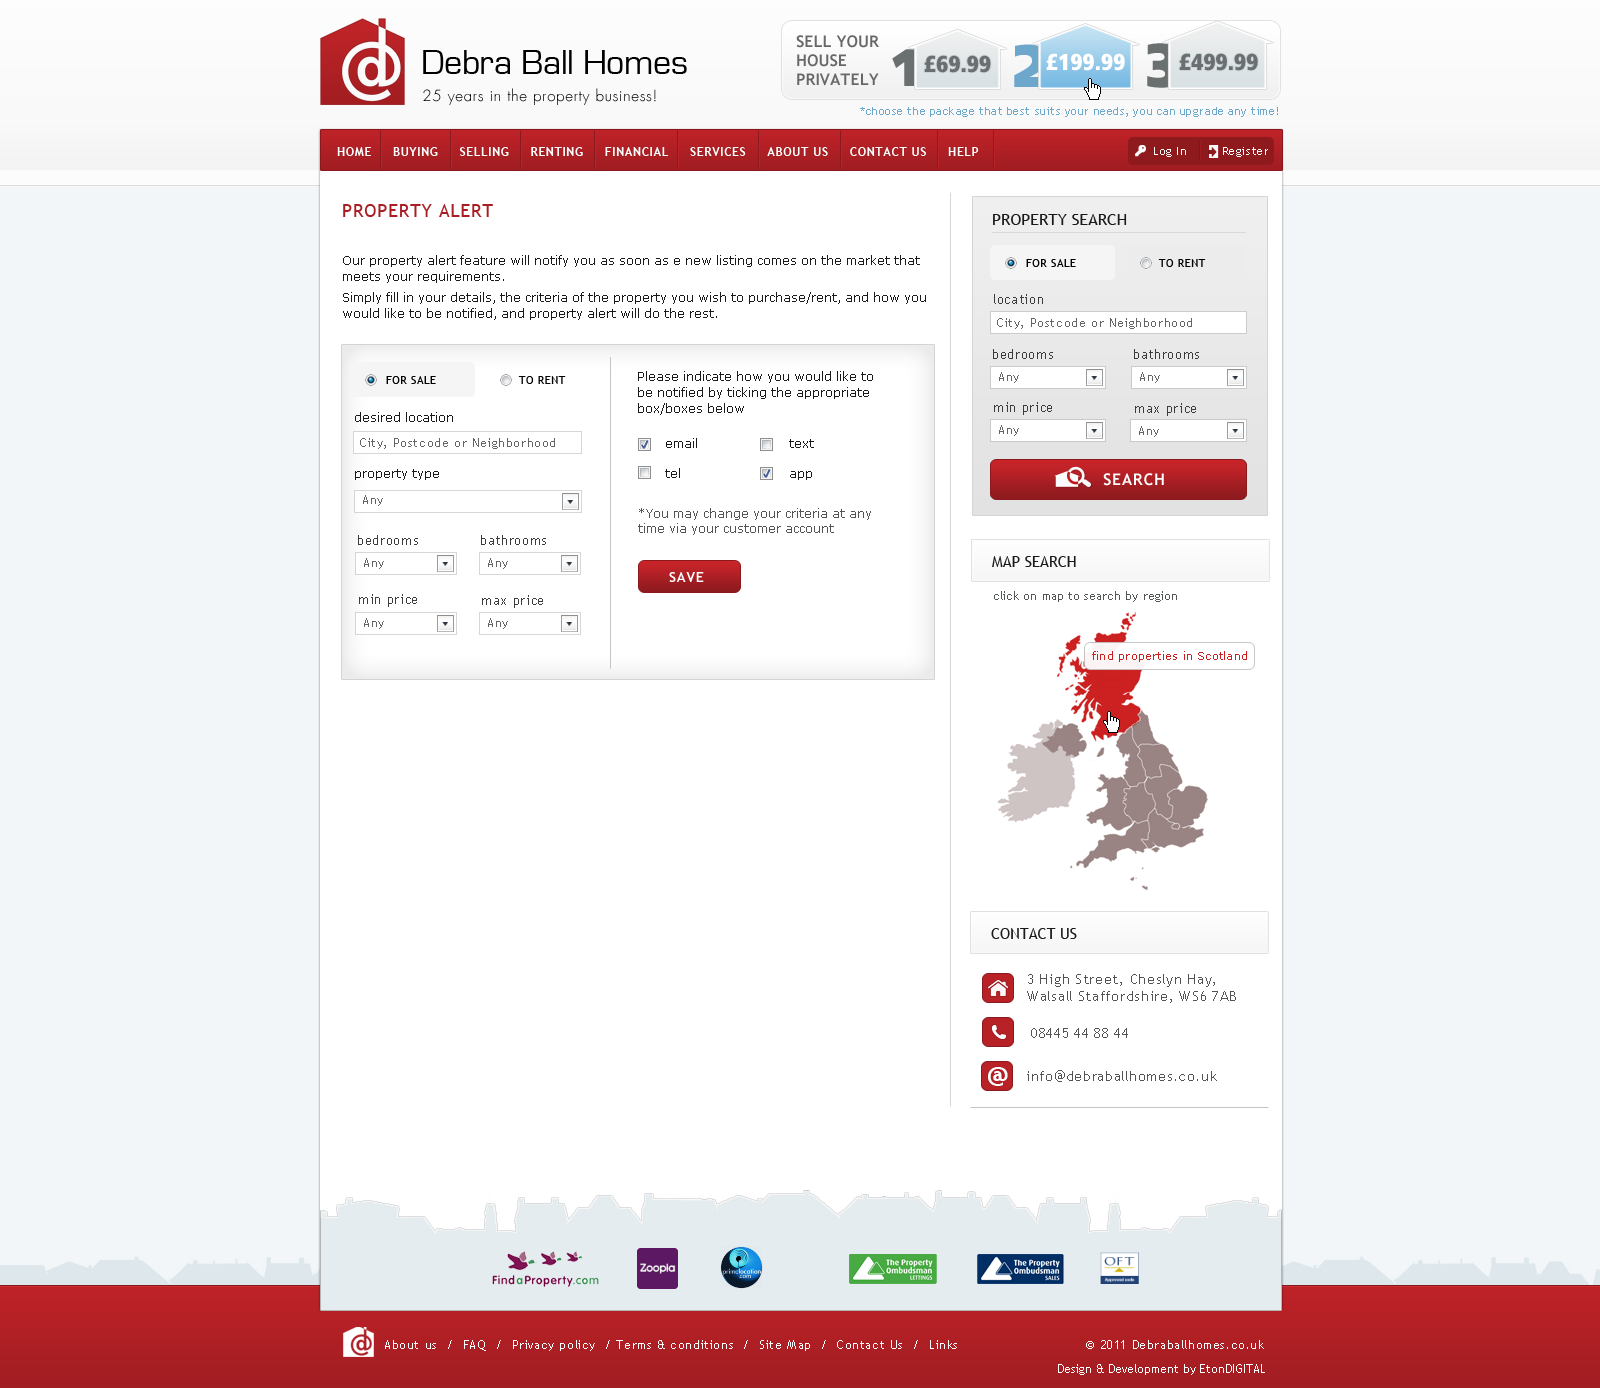 Debra Ball Homes
25 years in the property business!
SELL YOUR
HOUSE
PRIVATELY
1 £69.99
2 £199.99
3 £499.99
*choose the package that best suits your needs, you can upgrade any time!
HOME BUYING SELLING RENTING FINANCIAL SERVICES ABOUT US CONTACT US HELP
Log In Register
PROPERTY ALERT
Our property alert feature will notify you as soon as e new listing comes on the market that
meets your requirements.
Simply fill in your details, the criteria of the property you wish to purchase/rent, and how you
would like to be notified, and property alert will do the rest.
FOR SALE TO RENT
desired location
City, Postcode or Neighborhood
property type
Any
bedrooms bathrooms
Any Any
min price max price
Any Any
Please indicate how you would like to
be notified by ticking the appropriate
box/boxes below
email text
tel app
*You may change your criteria at any
time via your customer account
SAVE
PROPERTY SEARCH
FOR SALE TO RENT
location
City, Postcode or Neighborhood
bedrooms bathrooms
Any Any
min price max price
Any Any
SEARCH
MAP SEARCH
click on map to search by region
find properties in Scotland
CONTACT US
3 High Street, Cheslyn Hay,
Walsall Staffordshire, WS6 7AB
08445 44 88 44
info@debraballhomes.co.uk
FindaProperty.com
Zoopla
primelocation
.com
The Property
Ombudsman
LETTINGS
The Property
Ombudsman
SALES
OFT
Approved code
About us / FAQ / Privacy policy / Terms & conditions / Site Map / Contact Us / Links
© 2011 Debraballhomes.co.uk
Design & Development by EtonDIGITAL